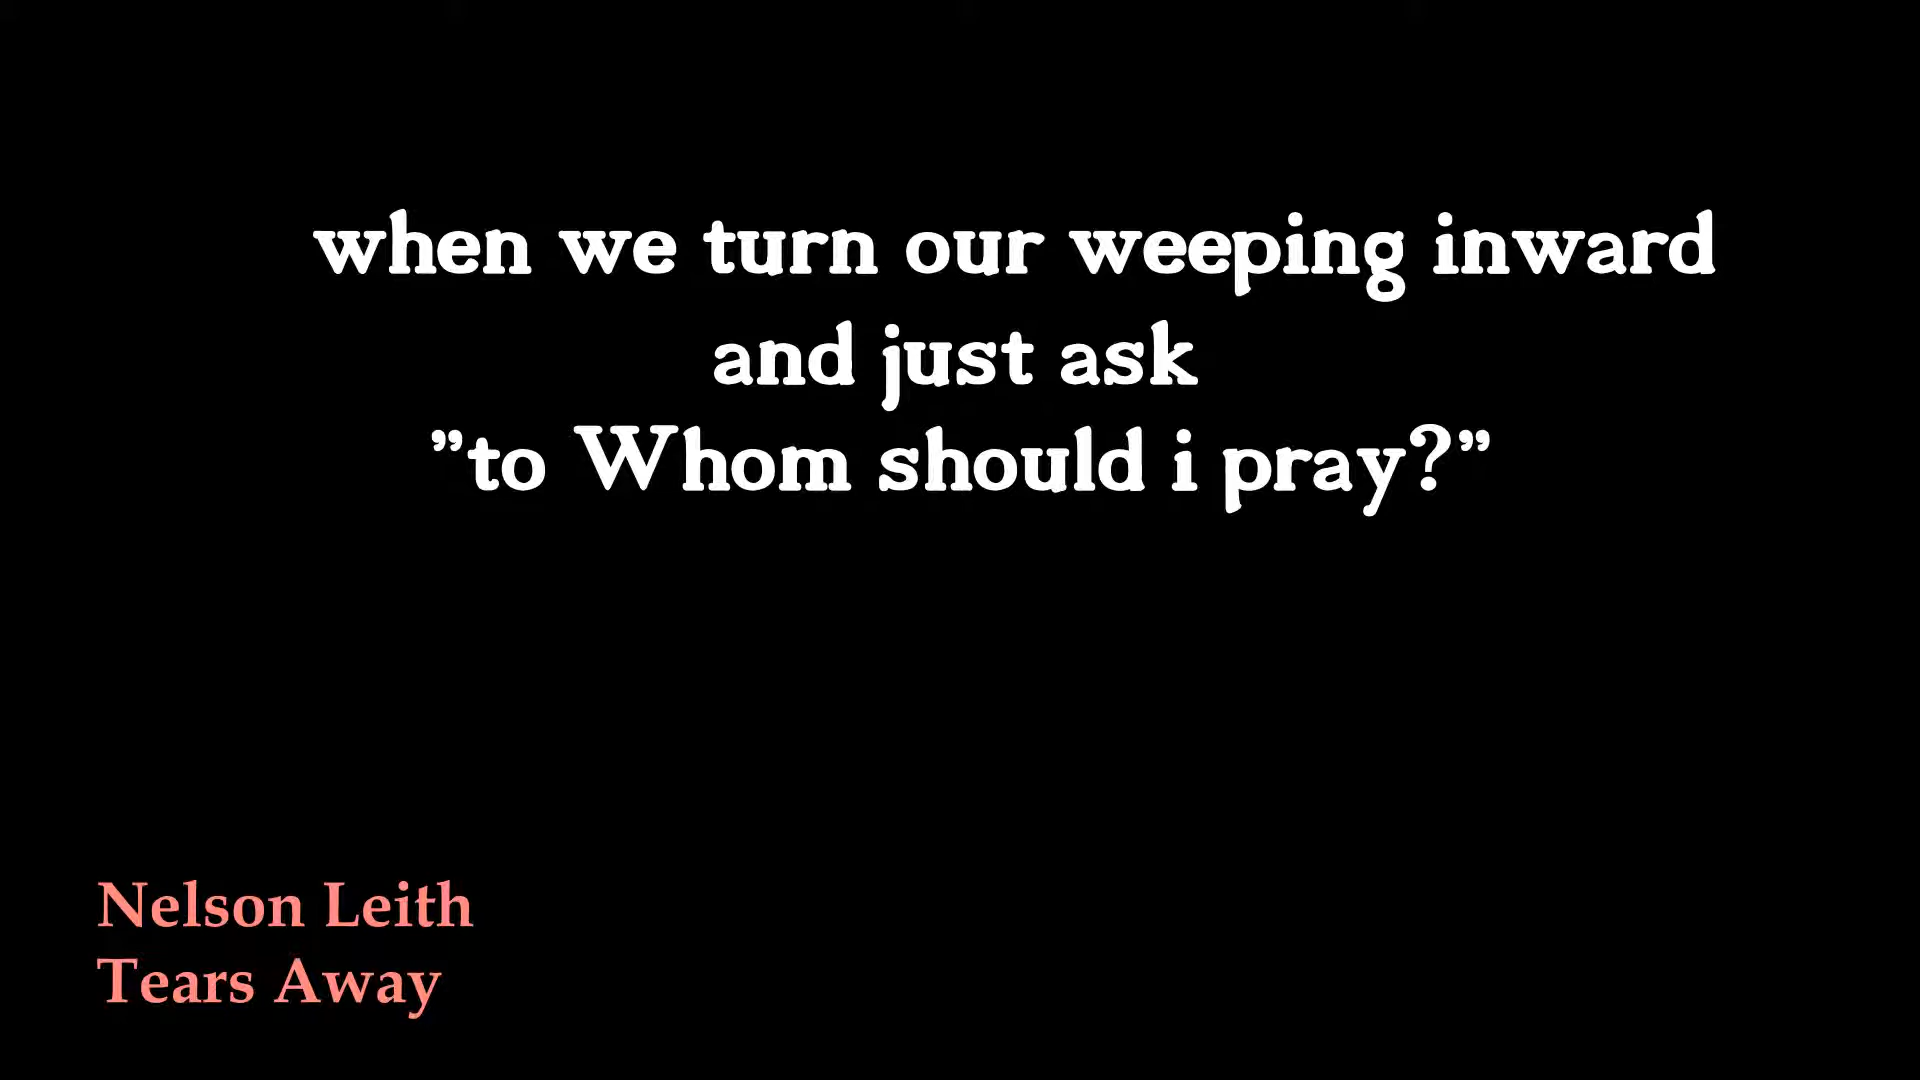 when we turn our weeping inward
and just ask
”to Whom should i pray?”
Nelson Leith
Tears Away